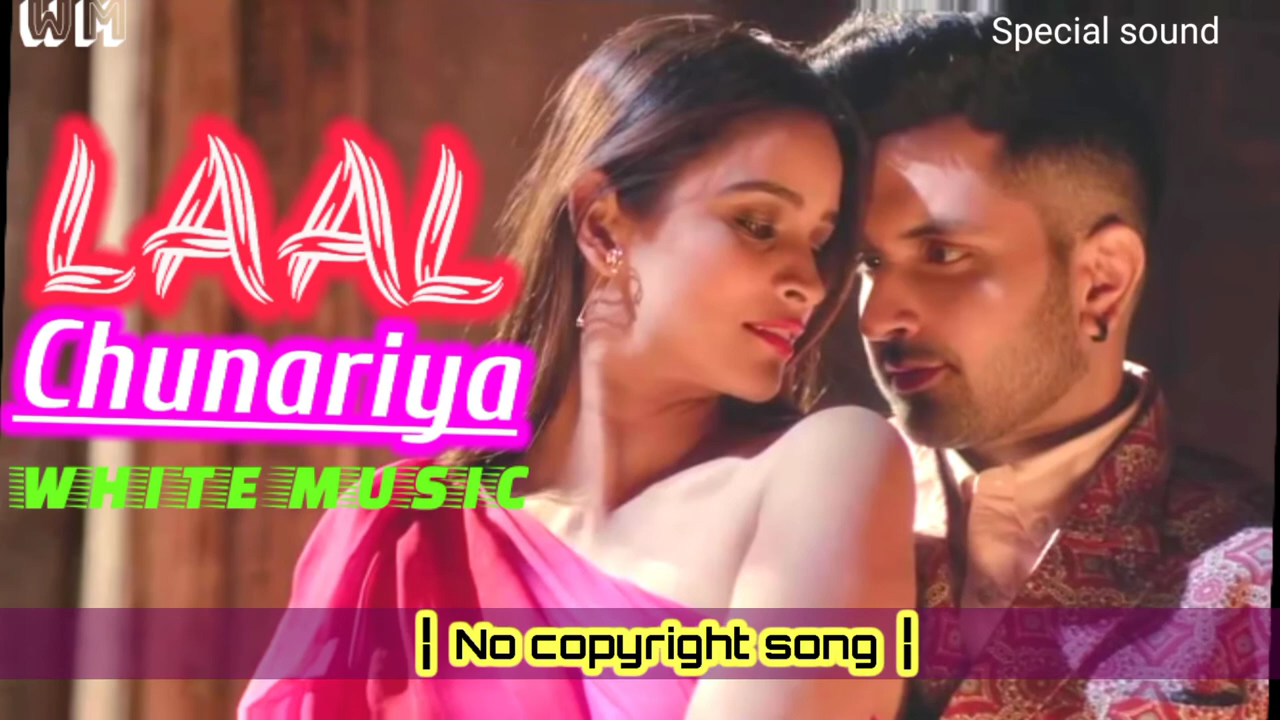 WM
Special sound
LAAL
Chunariya
WHITE MUSIC
¦ No copyright song ¦